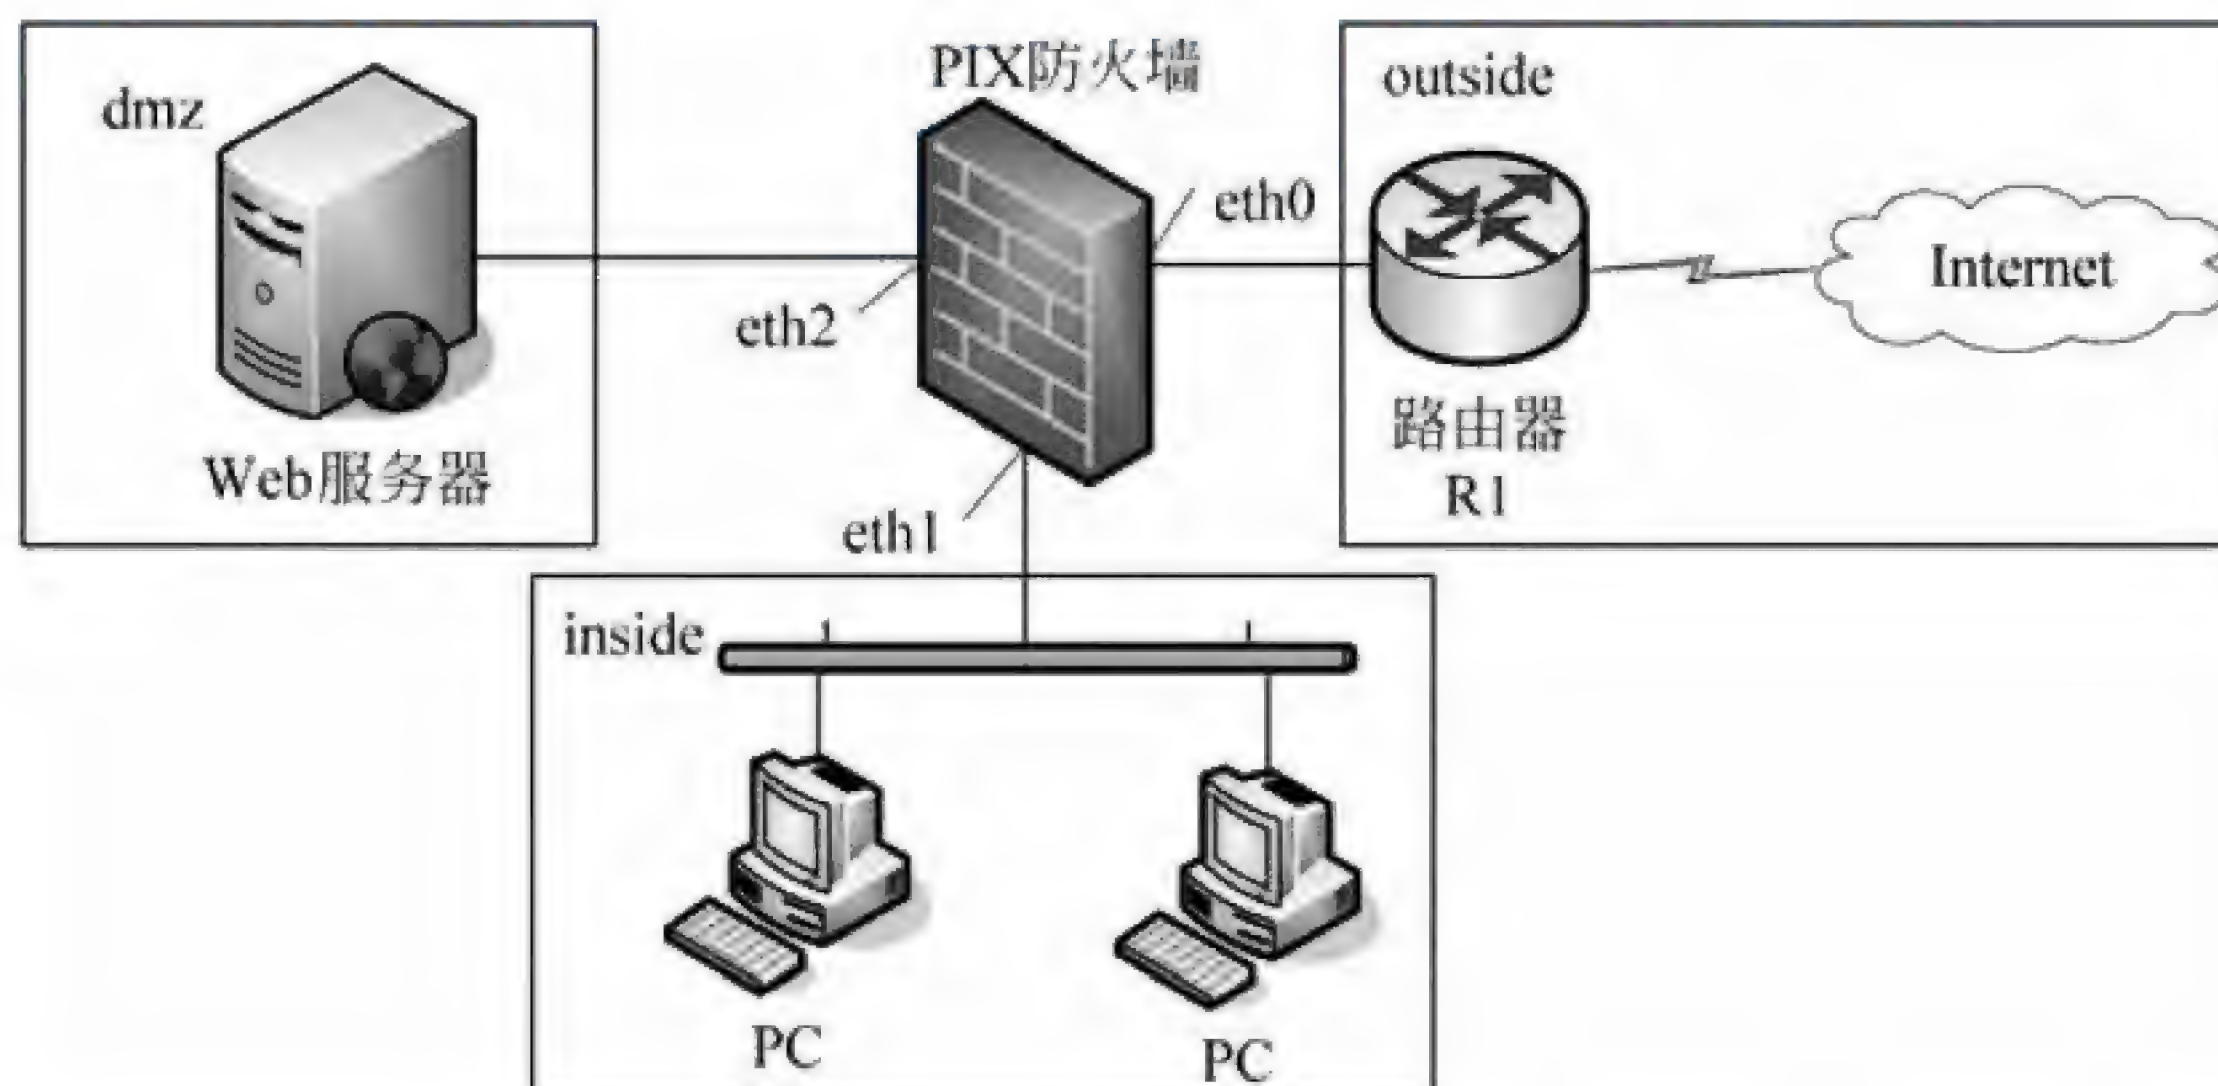 dmz
Web服务器
PIX防火墙
eth0
eth2
eth1
outside
路由器
R1
Internet
inside
PC
PC